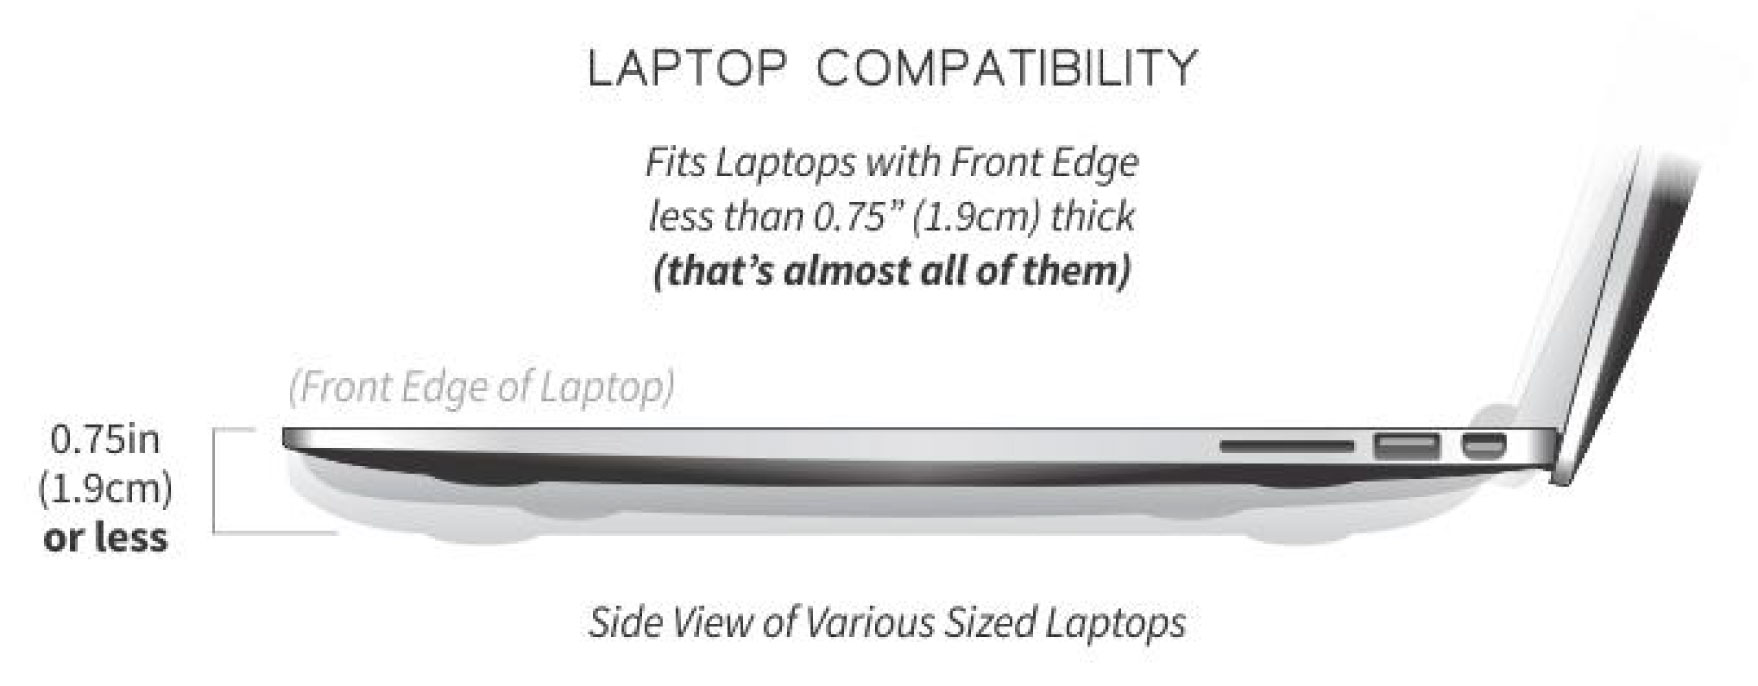 LAPTOP COMPATIBILITY
Fits Laptops with Front Edge
less than 0.75” (1.9cm) thick
(that’s almost all of them)
(Front Edge of Laptop)
0.75in
(1.9cm)
or less
Side View of Various Sized Laptops